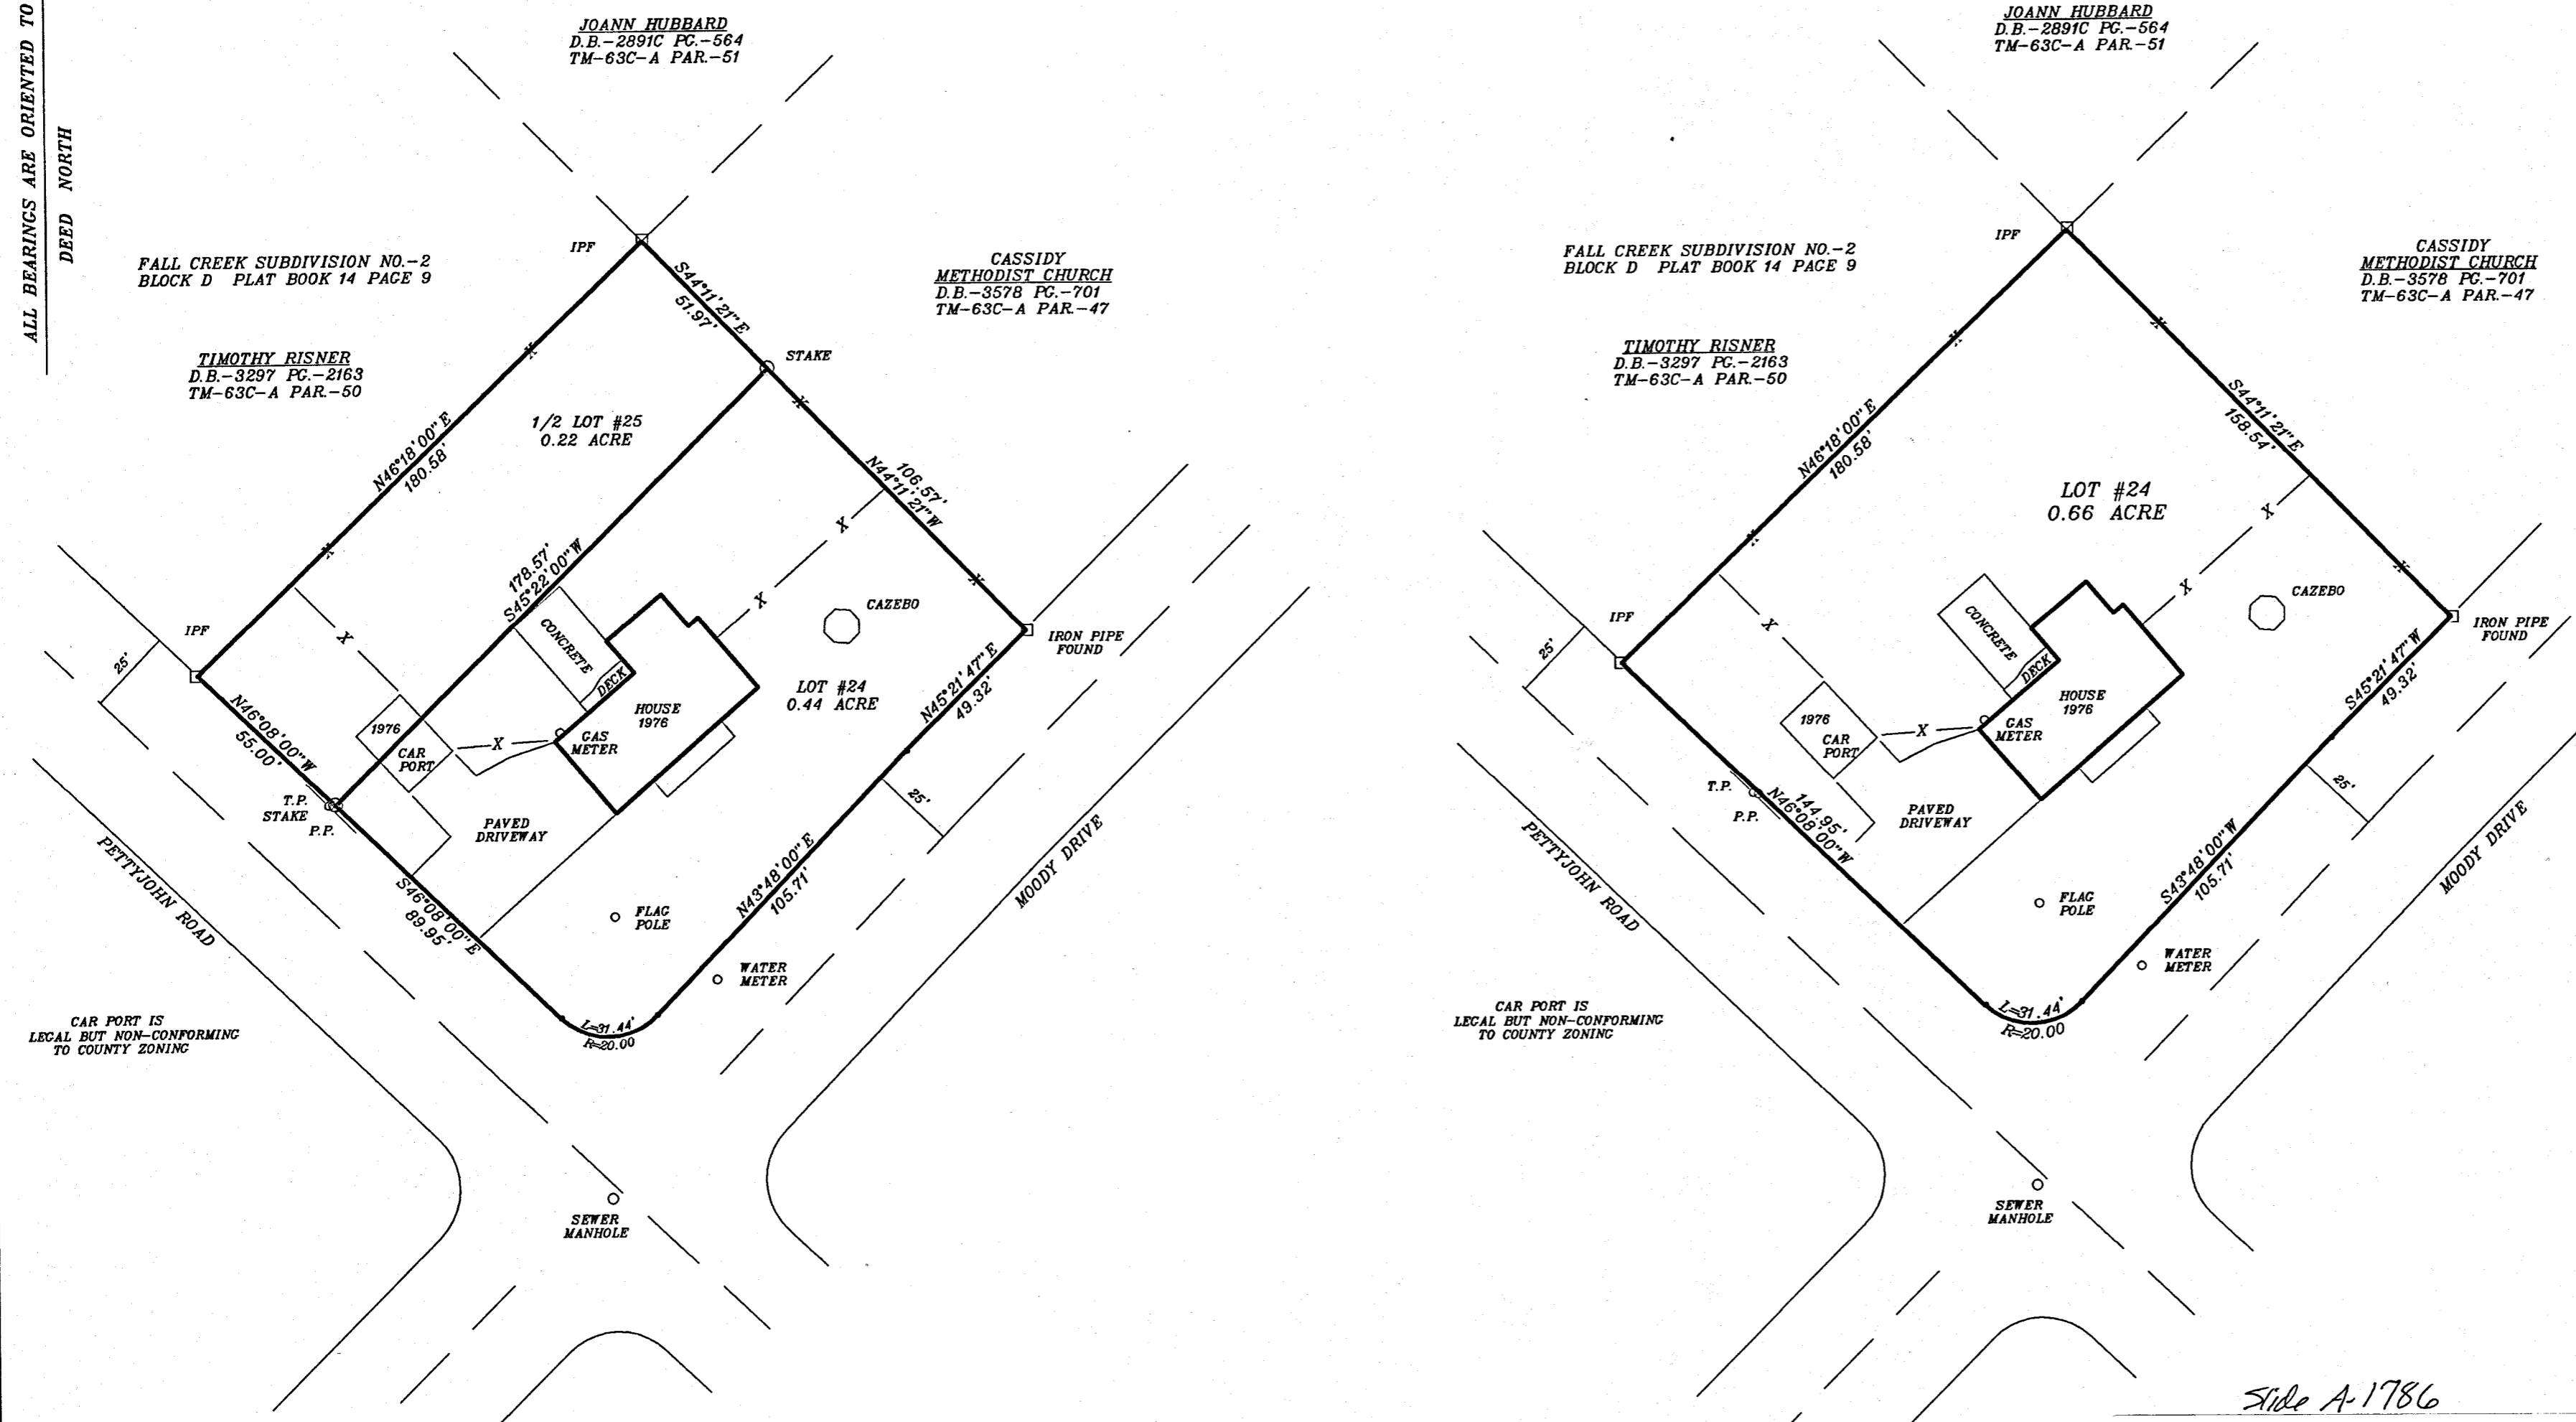 ALL BEARINGS ARE ORIENTED TO
DEED NORTH
JOANN HUBBARD
D.B.-2891C PG.-564
TM-63C-A PAR.-51
FALL CREEK SUBDIVISION NO.-2
BLOCK D PLAT BOOK 14 PAGE 9
IPF
CASSIDY
METHODIST CHURCH
D.B.-3578 PG.-701
TM-63C-A PAR.-47
S44°11'21"E
51.97'
STAKE
TIMOTHY RISNER
D.B.-3297 PG.-2163
TM-63C-A PAR.-50
N46°18'00"E
180.58'
1/2 LOT #25
0.22 ACRE
106.57'
N44°11'21"W
178.57'
S45°22'00"W
X
X
X
X
CONCRETE
DECK
CAZEBO
IRON PIPE
FOUND
IPF
25'
HOUSE
1976
LOT #24
0.44 ACRE
N45°21'47"E
49.32'
N46°08'00"W
55.00'
1976
CAR
PORT
GAS
METER
T.P.
STAKE
P.P.
PAVED
DRIVEWAY
25'
PETTYJOHN ROAD
MOODY DRIVE
S46°08'00"E
89.95'
N43°48'00"E
105.71'
FLAG
POLE
WATER
METER
L=31.44'
R=20.00
CAR PORT IS
LEGAL BUT NON-CONFORMING
TO COUNTY ZONING
SEWER
MANHOLE
JOANN HUBBARD
D.B.-2891C PG.-564
TM-63C-A PAR.-51
FALL CREEK SUBDIVISION NO.-2
BLOCK D PLAT BOOK 14 PAGE 9
IPF
CASSIDY
METHODIST CHURCH
D.B.-3578 PG.-701
TM-63C-A PAR.-47
TIMOTHY RISNER
D.B.-3297 PG.-2163
TM-63C-A PAR.-50
N46°18'00"E
180.58'
S44°11'21"E
158.54'
LOT #24
0.66 ACRE
X
X
X
X
CONCRETE
DECK
CAZEBO
IRON PIPE
FOUND
IPF
25'
HOUSE
1976
S45°21'47"W
49.32'
1976
CAR
PORT
GAS
METER
T.P.
P.P.
144.95'
N46°08'00"W
PAVED
DRIVEWAY
25'
PETTYJOHN ROAD
MOODY DRIVE
S43°48'00"W
105.71'
FLAG
POLE
WATER
METER
L=31.44'
R=20.00
CAR PORT IS
LEGAL BUT NON-CONFORMING
TO COUNTY ZONING
SEWER
MANHOLE
Slide A-1786